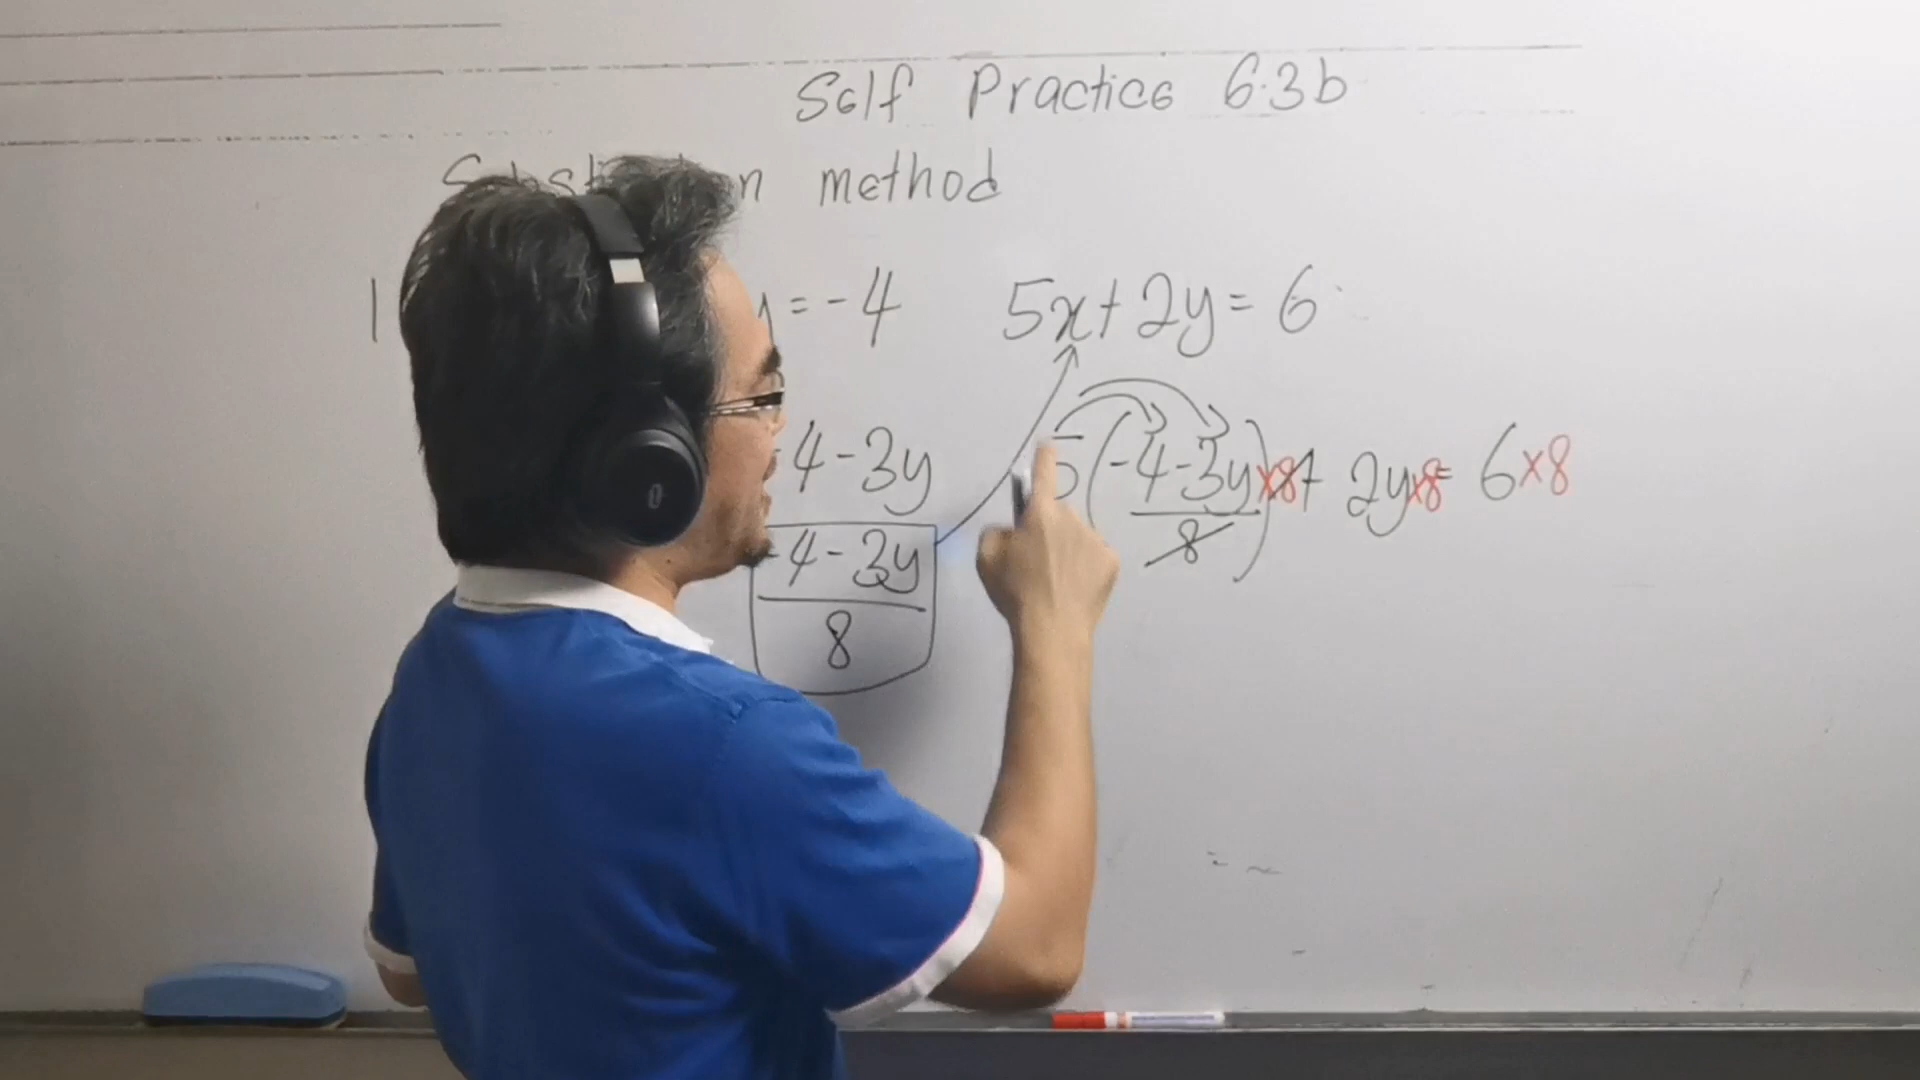 Self Practice 6.3b
method
1 = -4 5x + 2y = 6
-4 - 3y 5(-4-3y/8)×8 + 2y×8 = 6×8
-4 - 3y
8